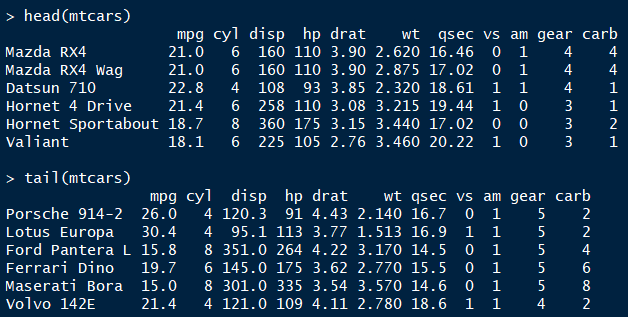 > head(mtcars)
mpg cyl disp hp drat wt qsec vs am gear carb
Mazda RX4 21.0 6 160 110 3.90 2.620 16.46 0 1 4 4
Mazda RX4 Wag 21.0 6 160 110 3.90 2.875 17.02 0 1 4 4
Datsun 710 22.8 4 108 93 3.85 2.320 18.61 1 1 4 1
Hornet 4 Drive 21.4 6 258 110 3.08 3.215 19.44 1 0 3 1
Hornet Sportabout 18.7 8 360 175 3.15 3.440 17.02 0 0 3 2
Valiant 18.1 6 225 105 2.76 3.460 20.22 1 0 3 1
> tail(mtcars)
mpg cyl disp hp drat wt qsec vs am gear carb
Porsche 914-2 26.0 4 120.3 91 4.43 2.140 16.7 0 1 5 2
Lotus Europa 30.4 4 95.1 113 3.77 1.513 16.9 1 1 5 2
Ford Pantera L 15.8 8 351.0 264 4.22 3.170 14.5 0 1 5 4
Ferrari Dino 19.7 6 145.0 175 3.62 2.770 15.5 0 1 5 6
Maserati Bora 15.0 8 301.0 335 3.54 3.570 14.6 0 1 5 8
Volvo 142E 21.4 4 121.0 109 4.11 2.780 18.6 1 1 4 2